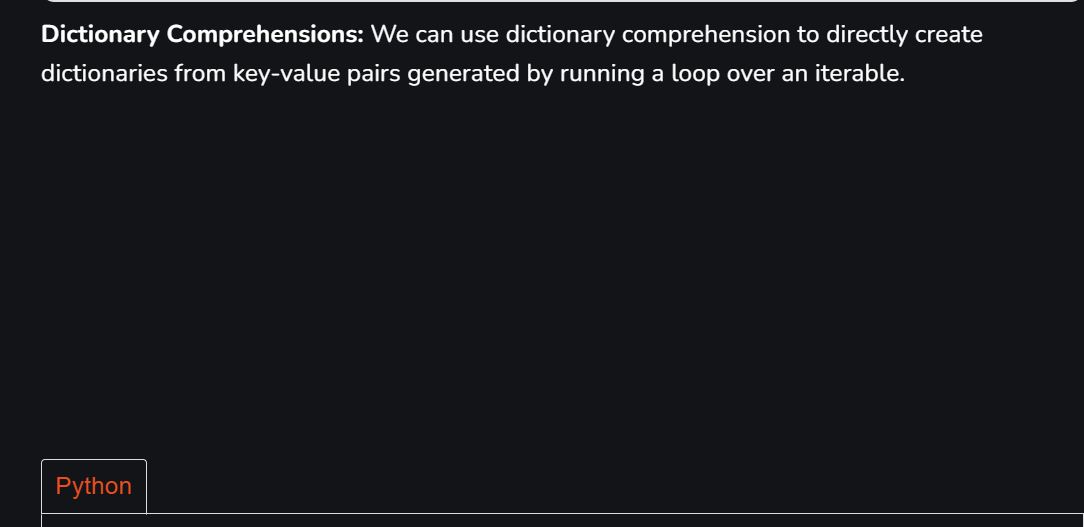 Dictionary Comprehensions: We can use dictionary comprehension to directly create
dictionaries from key-value pairs generated by running a loop over an iterable.
Python